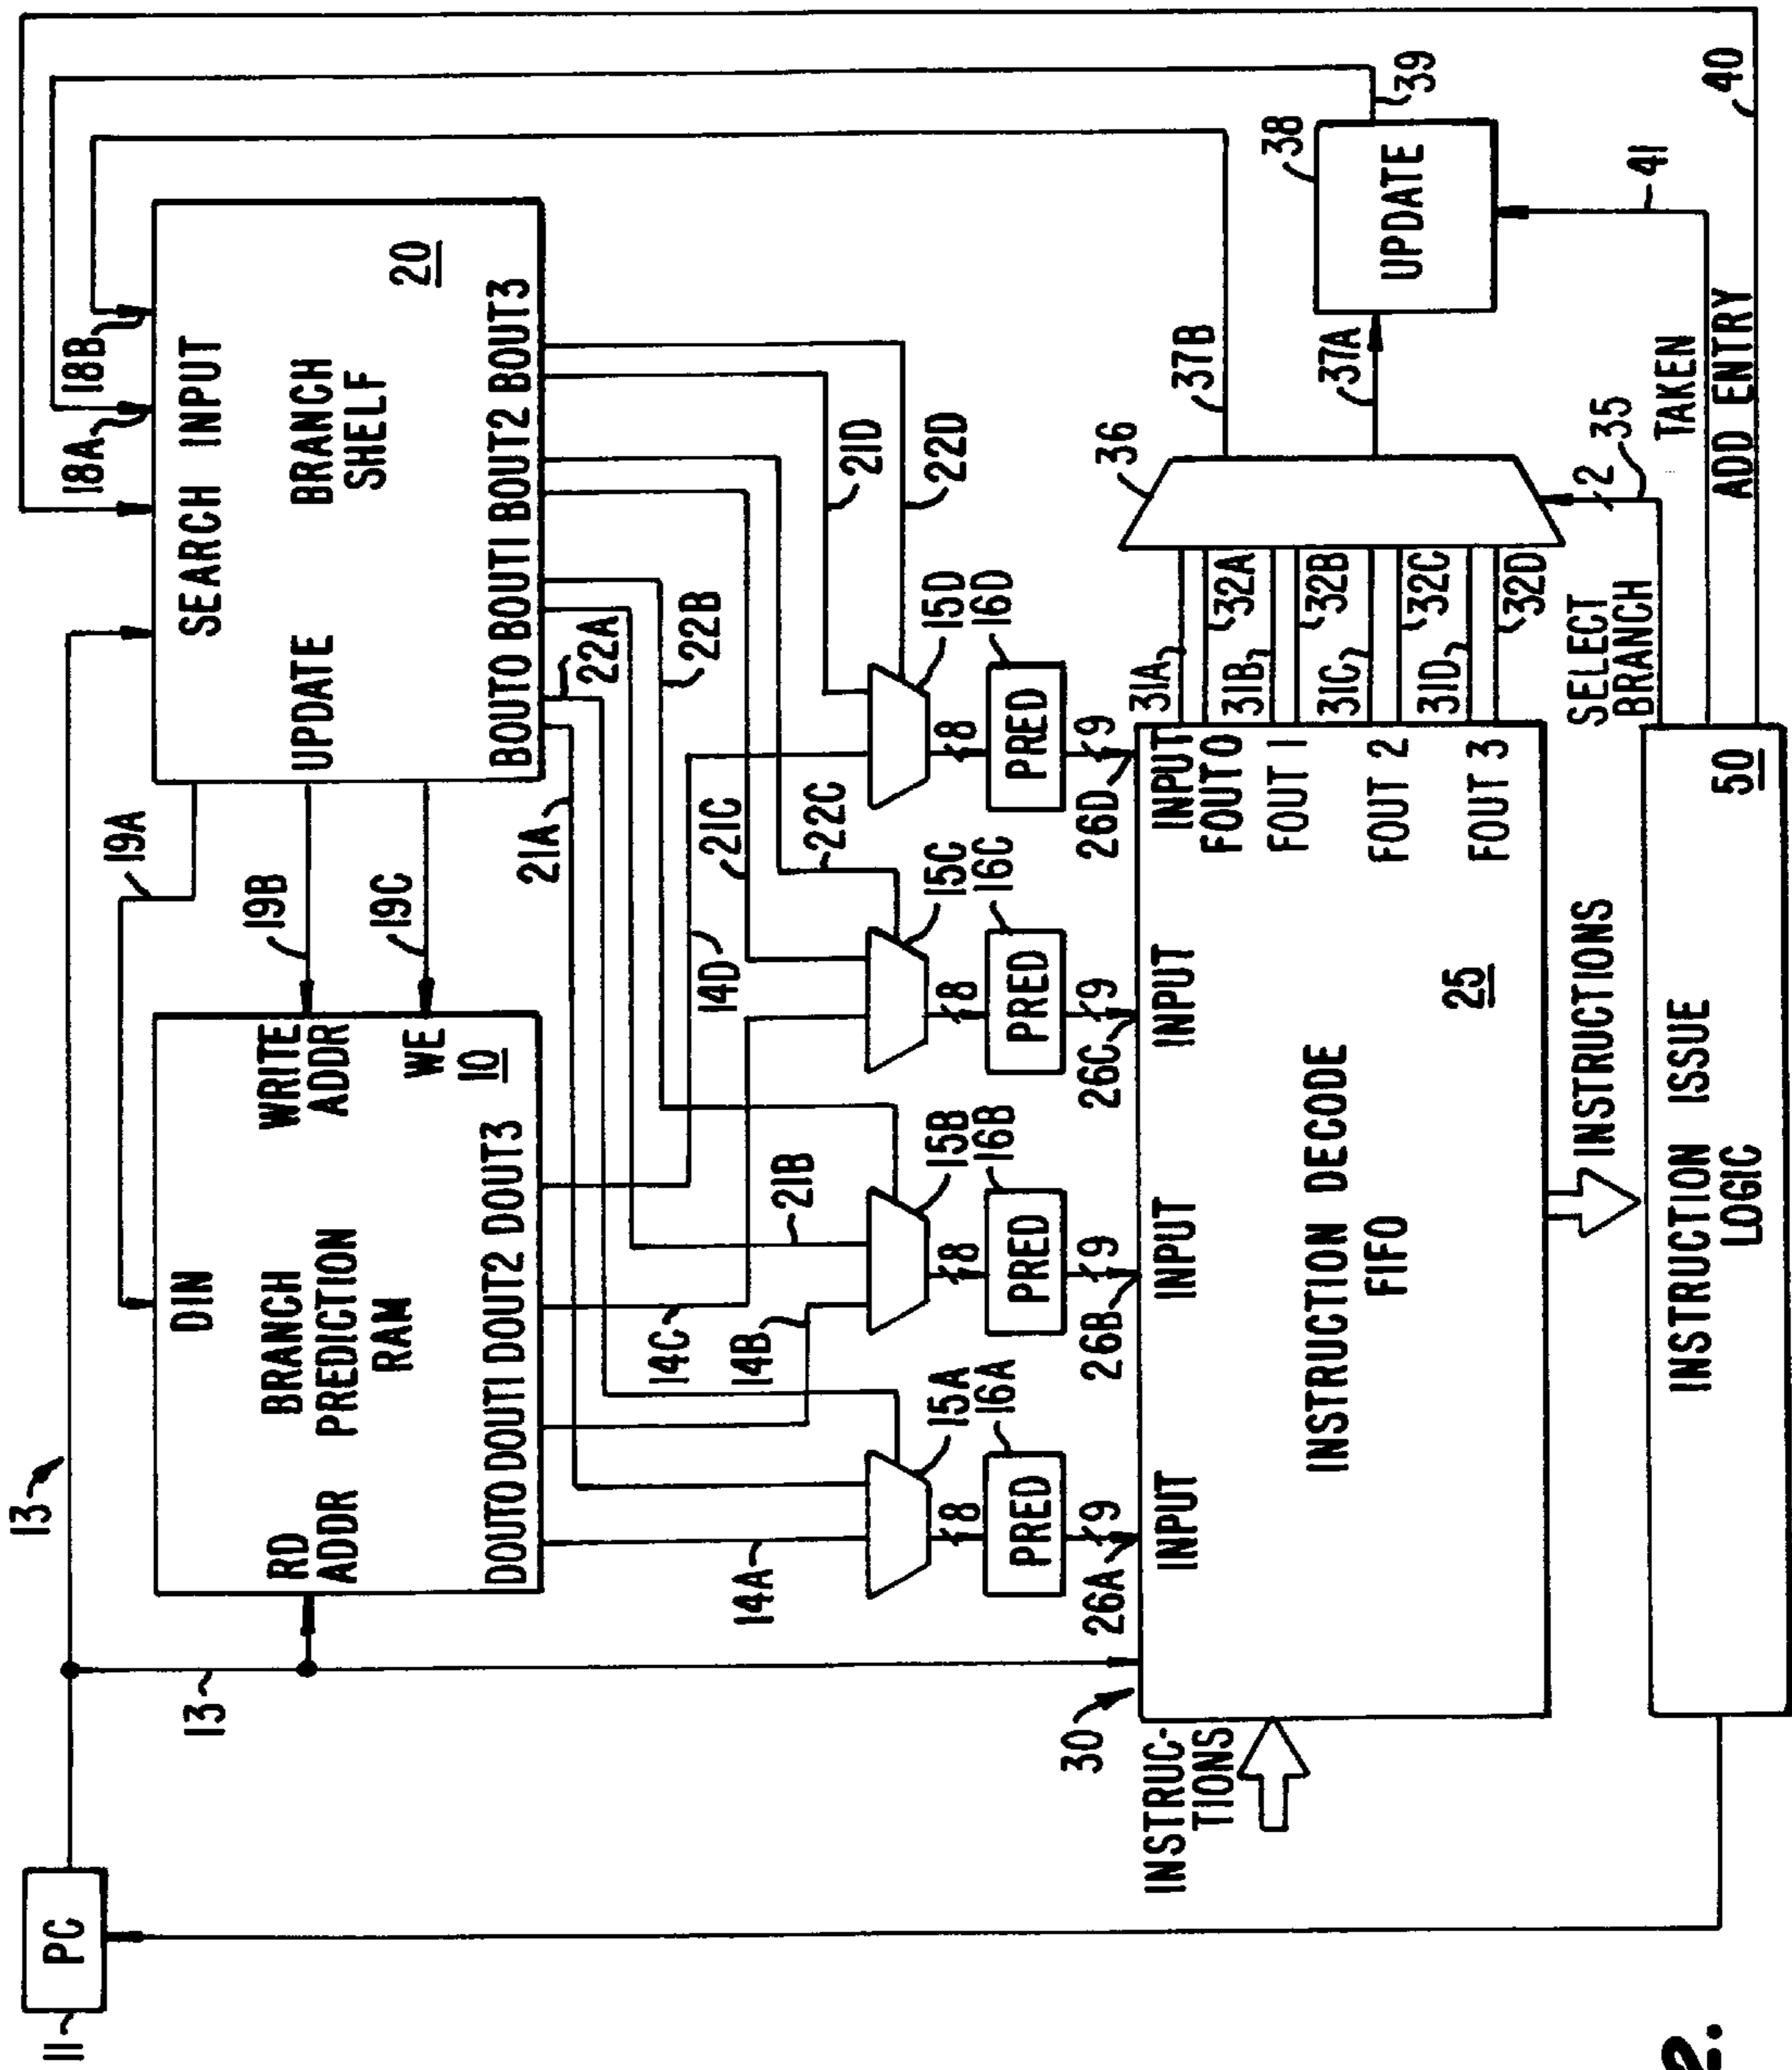 11
PC
13
13
RD
ADDR
DIN
BRANCH
PREDICTION
RAM
WRITE
ADDR
WE
10
DOUT0 DOUT1 DOUT2 DOUT3
19A
19B
19C
18A
18B
SEARCH INPUT
UPDATE
BRANCH
SHELF
20
BOUT0 BOUT1 BOUT2 BOUT3
14A
14B
14C
14D
21A
21B
21C
21D
22A
22B
22C
22D
15A
15B
15C
15D
8
8
8
8
PRED
PRED
PRED
PRED
16A
16B
16C
16D
9
9
9
9
26A
26B
26C
26D
30
INSTRUC-
TIONS
INPUT
INPUT
INPUT
INPUT
INSTRUCTION DECODE
FIFO
25
FOUT0
FOUT 1
FOUT 2
FOUT 3
31A
32A
31B
32B
31C
32C
31D
32D
36
37B
37A
38
UPDATE
39
40
41
2
35
SELECT
BRANCH
TAKEN
ADD ENTRY
INSTRUCTIONS
INSTRUCTION ISSUE
LOGIC
50
2.